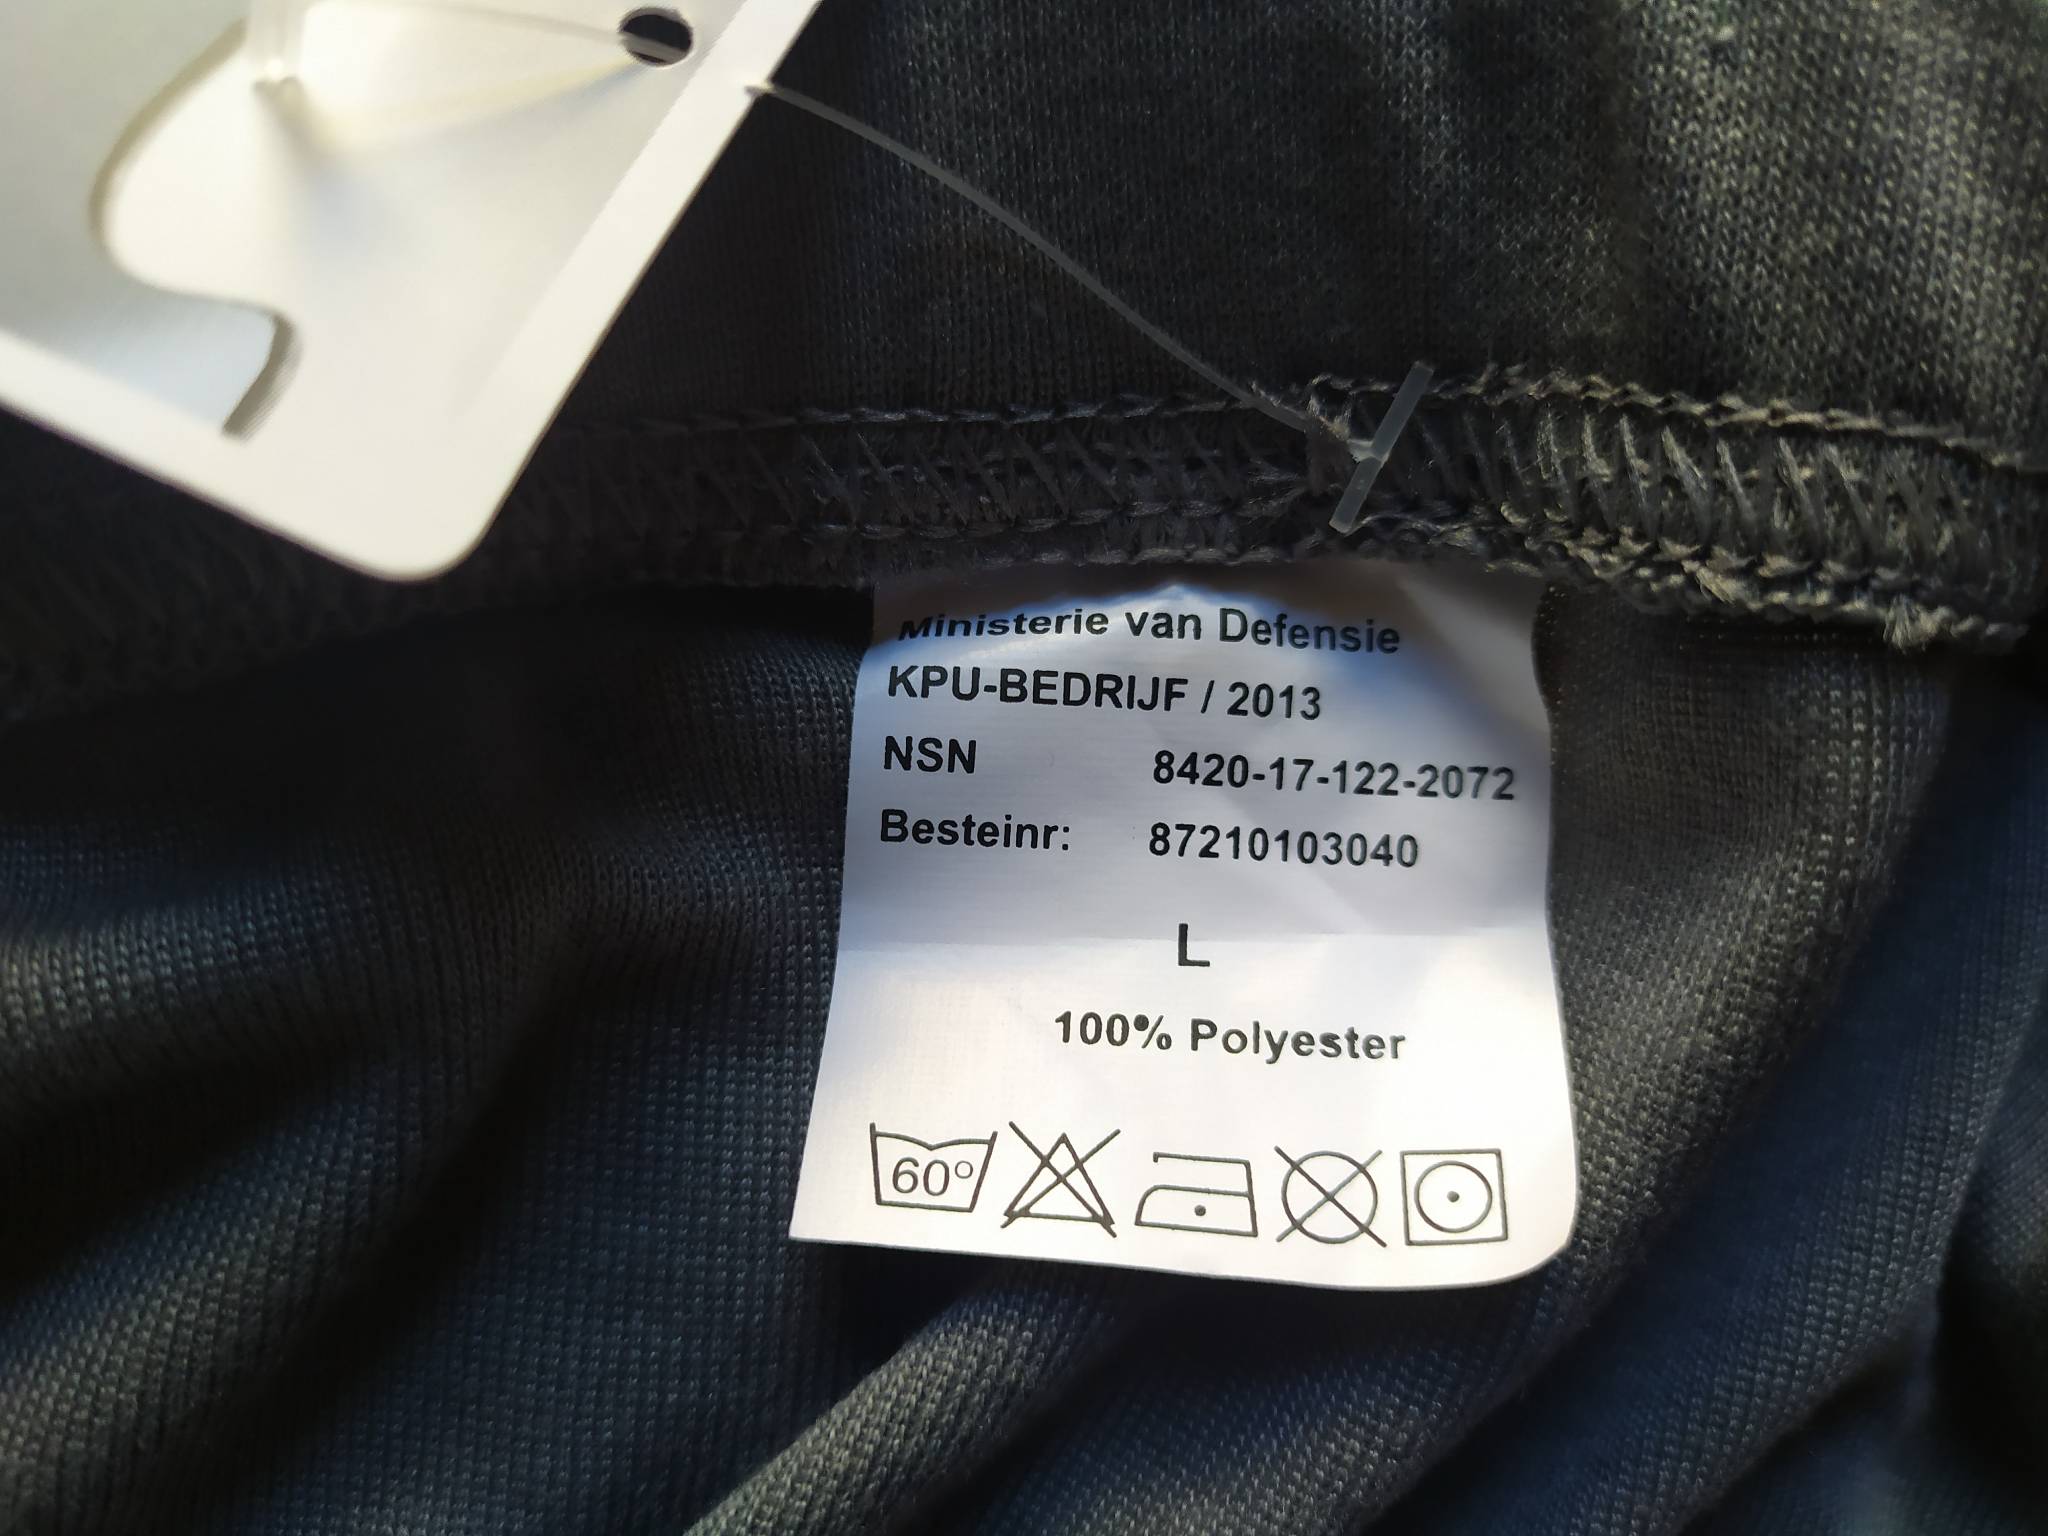 Ministerie van Defensie
KPU-BEDRIJF / 2013
NSN 8420-17-122-2072
Besteinr: 87210103040
L
100% Polyester
60°